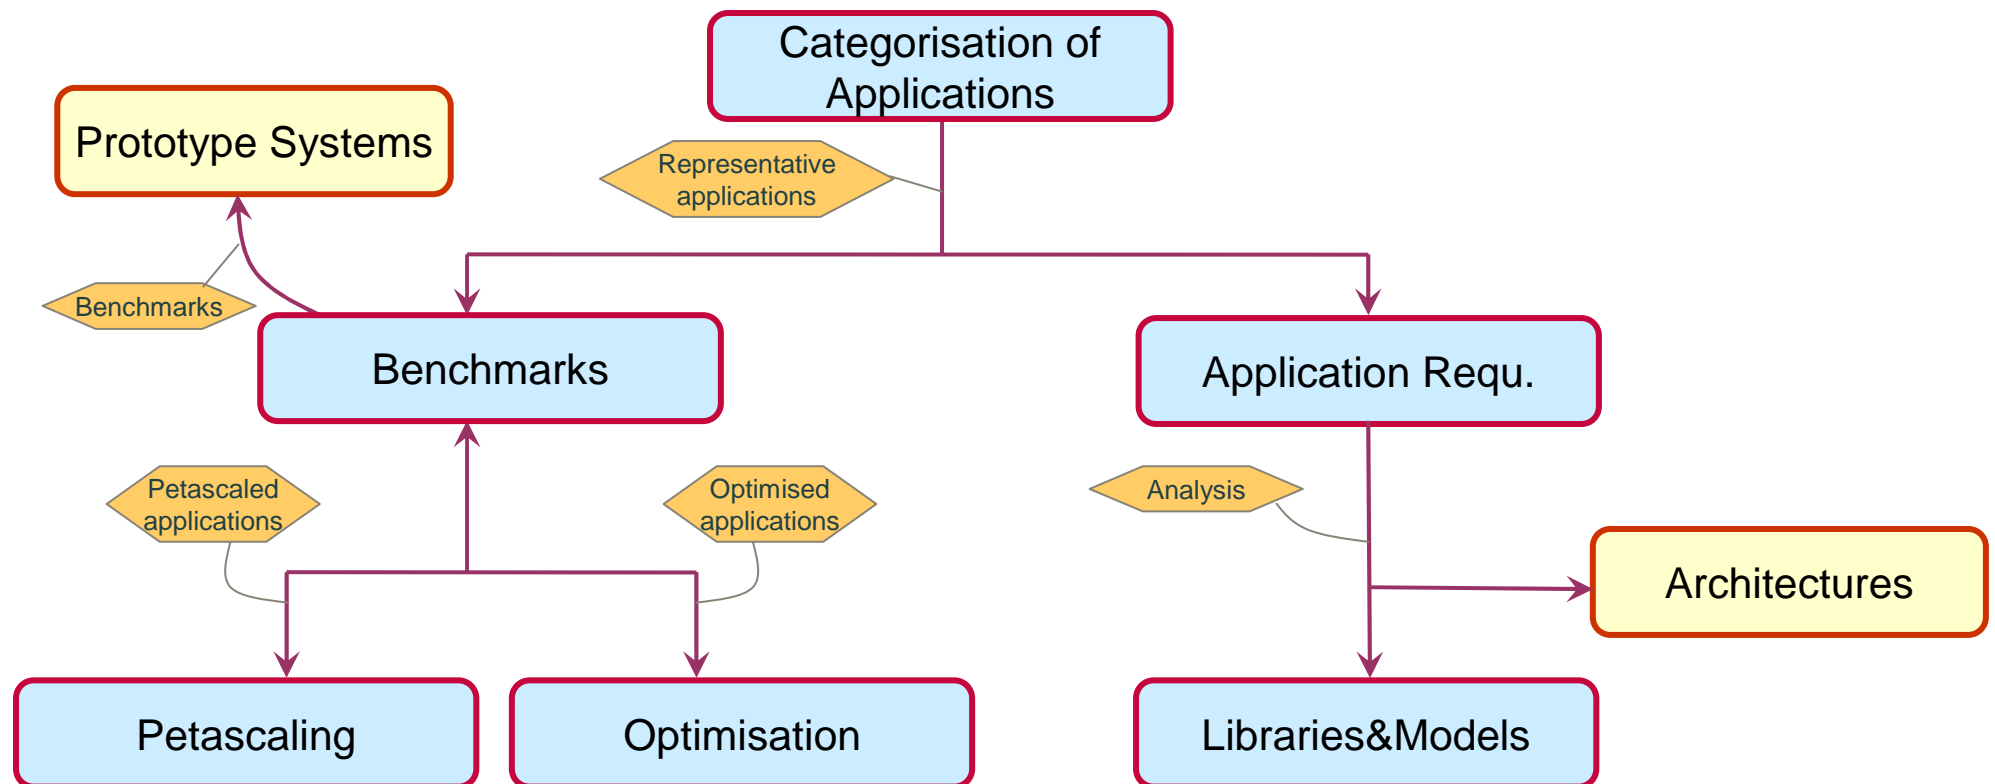 Categorisation of
Applications
Prototype Systems
Representative
applications
Benchmarks
Benchmarks
Application Requ.
Petascaled
applications
Optimised
applications
Analysis
Architectures
Petascaling
Optimisation
Libraries&Models